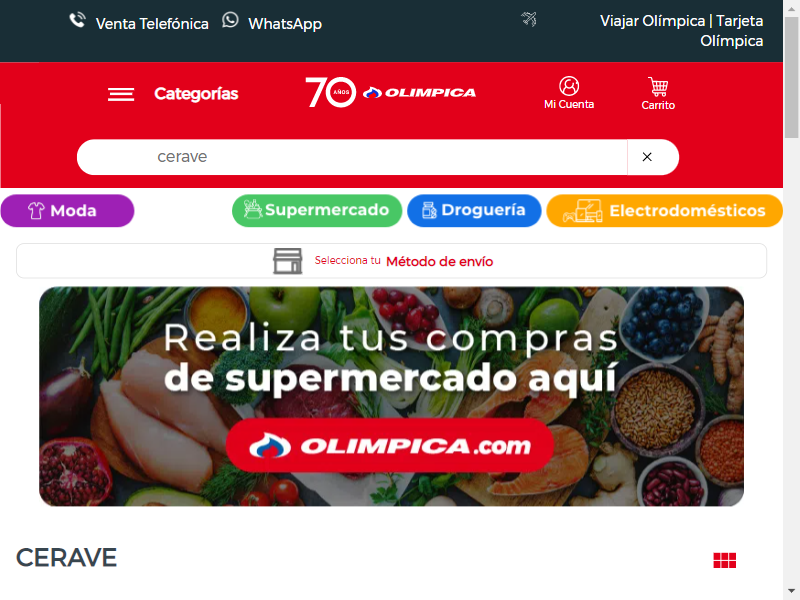 Venta Telefónica
WhatsApp
Viajar Olímpica | Tarjeta
Olímpica
Categorías
70 AÑOS OLIMPICA
Mi Cuenta
Carrito
cerave
Moda
Supermercado
Droguería
Electrodomésticos
Selecciona tu Método de envío
Realiza tus compras
de supermercado aquí
OLIMPICA.com
CERAVE